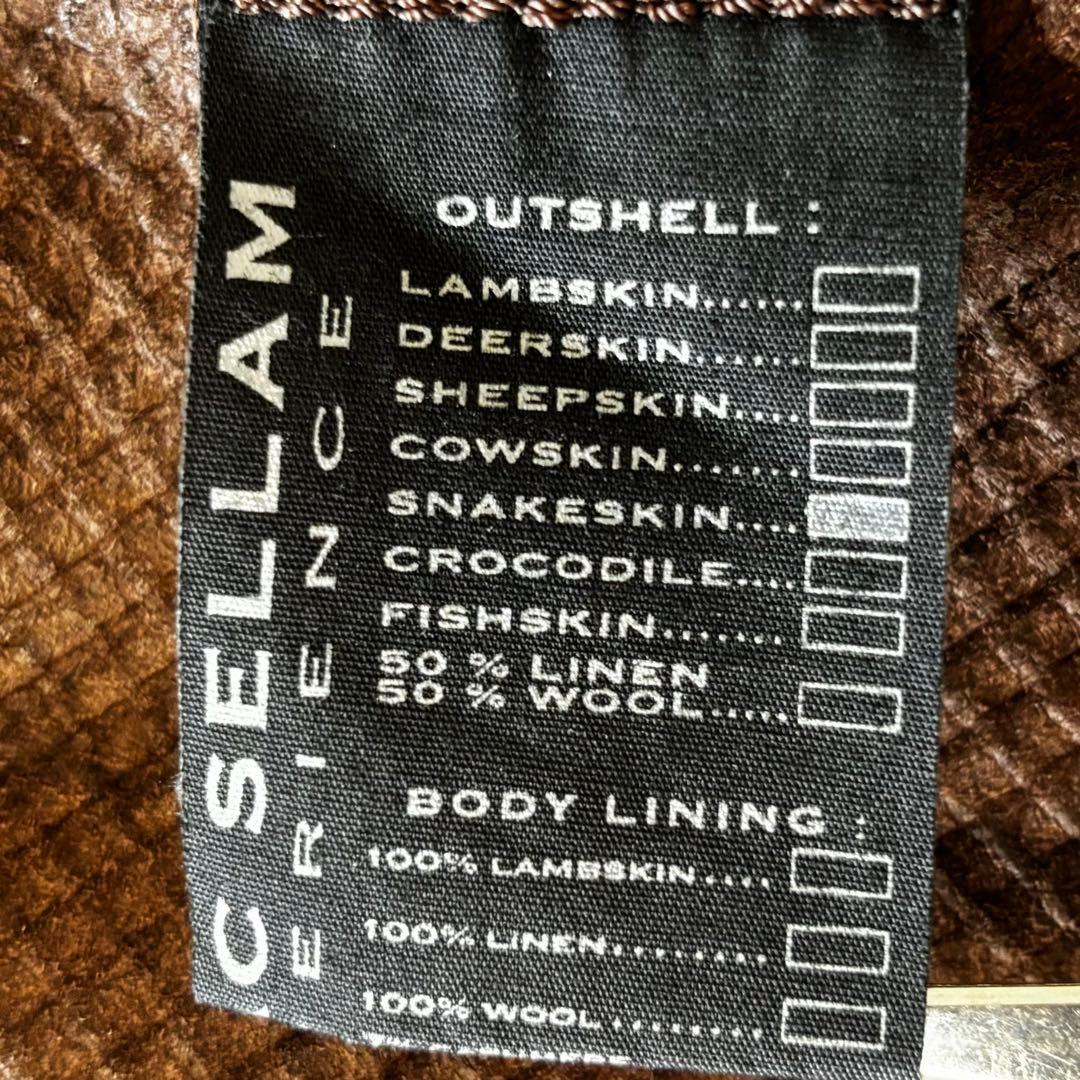 C SELLAM
ERIENCE
OUTSHELL :
LAMBSKIN......
DEERSKIN......
SHEEPSKIN....
COWSKIN.......
SNAKESKIN....
CROCODILE....
FISHSKIN.......
50 % LINEN
50 % WOOL.....
BODY LINING :
100% LAMBSKIN....
100% LINEN.........
100% WOOL.........